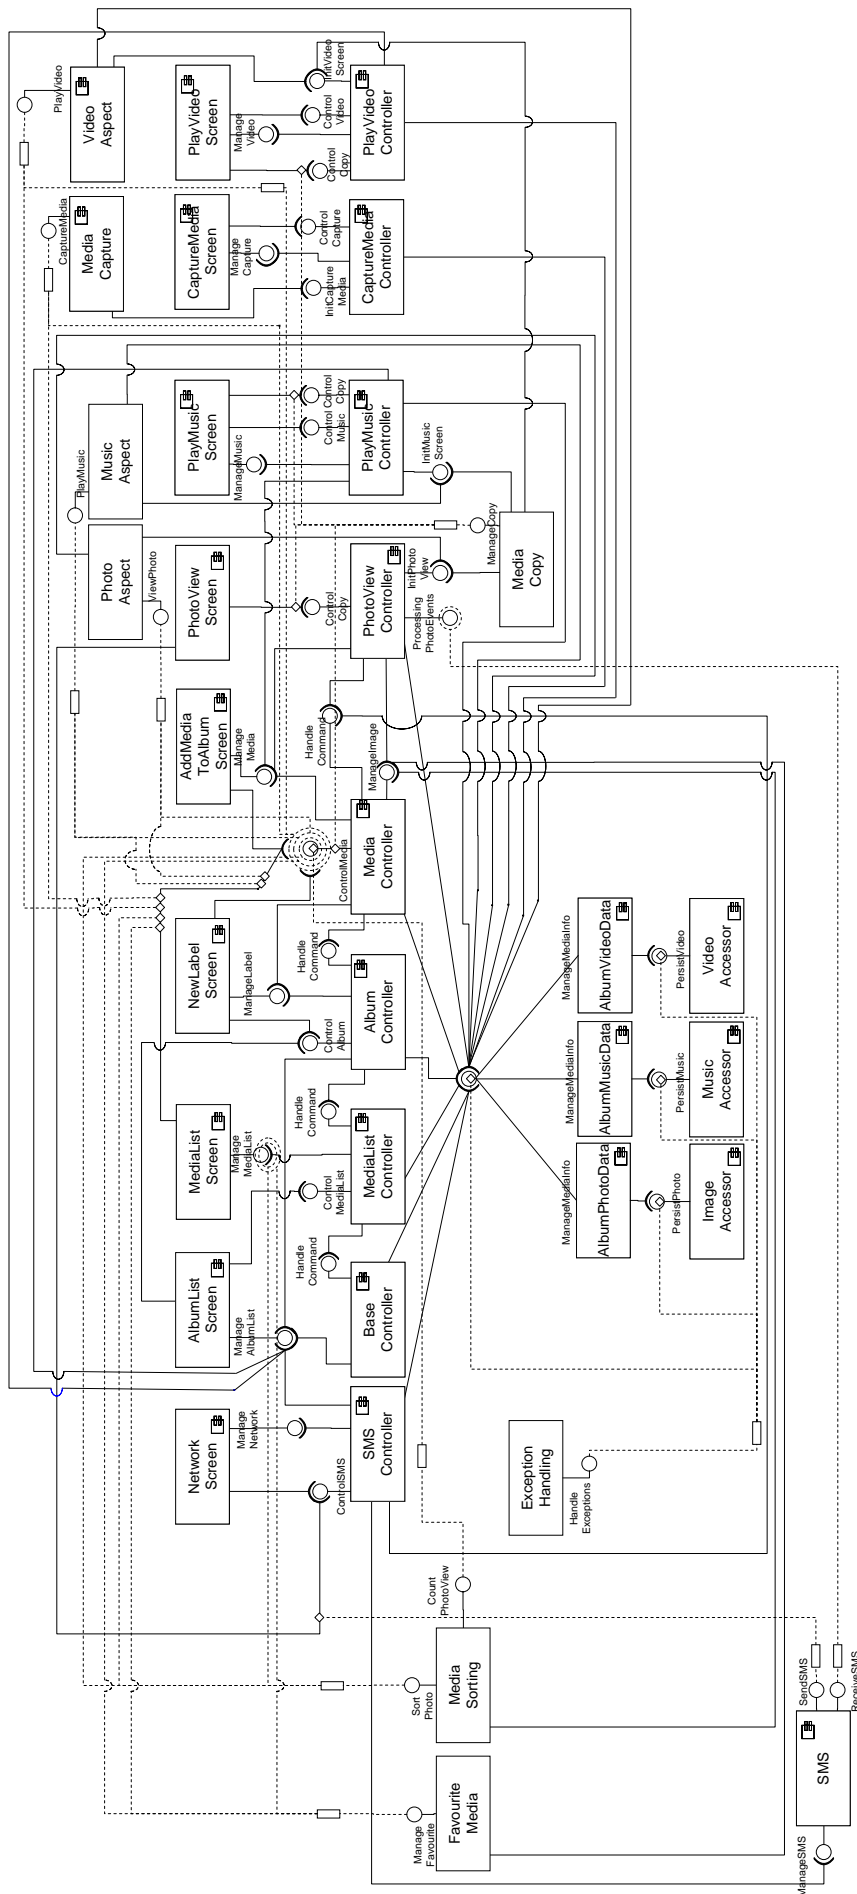 ViewPhoto
Photo
Aspect
PlayMusic
Music
Aspect
CaptureMedia
Media
Capture
PlayVideo
Video
Aspect
Network
Screen
AlbumList
Screen
MediaList
Screen
NewLabel
Screen
AddMedia
ToAlbum
Screen
PhotoView
Screen
PlayMusic
Screen
CaptureMedia
Screen
PlayVideo
Screen
Manage
Network
Manage
AlbumList
Manage
MediaList
ManageLabel
Manage
Media
ManageMusic
Manage
Capture
Manage
Video
ControlSMS
Control
MediaList
Control
Album
ControlMedia
Control
Copy
Control
Music
Control
Copy
InitCapture
Media
Control
Capture
Control
Copy
Control
Video
InitVideo
Screen
Handle
Command
Handle
Command
Handle
Command
Handle
Command
SMS
Controller
Base
Controller
MediaList
Controller
Album
Controller
Media
Controller
PhotoView
Controller
PlayMusic
Controller
CaptureMedia
Controller
PlayVideo
Controller
ManageImage
Processing
PhotoEvents
InitPhoto
View
InitMusic
Screen
ManageCopy
Media
Copy
Manage
Favourite
Favourite
Media
Sort
Photo
Count
PhotoView
Media
Sorting
Exception
Handling
Handle
Exceptions
ManageMediaInfo
AlbumPhotoData
ManageMediaInfo
AlbumMusicData
ManageMediaInfo
AlbumVideoData
PersistPhoto
Image
Accessor
PersistMusic
Music
Accessor
PersistVideo
Video
Accessor
ManageSMS
SMS
SendSMS
ReceiveSMS